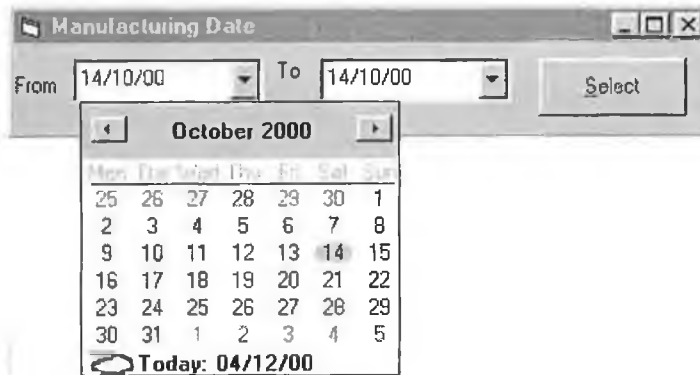 Manufacturing Date
From 14/10/00 To 14/10/00 Select
October 2000
Mon Tue Wed Thu Fri Sat Sun
25 26 27 28 29 30 1
2 3 4 5 6 7 8
9 10 11 12 13 14 15
16 17 18 19 20 21 22
23 24 25 26 27 28 29
30 31 1 2 3 4 5
Today: 04/12/00